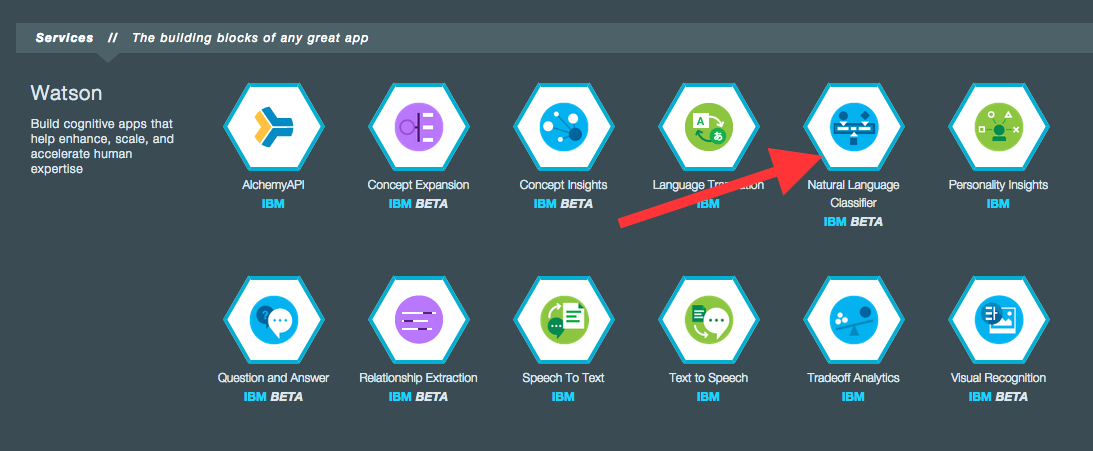 Services // The building blocks of any great app
Watson
Build cognitive apps that
help enhance, scale, and
accelerate human
expertise
AlchemyAPI
IBM
Concept Expansion
IBM BETA
Concept Insights
IBM BETA
A
あ
Language Translation
IBM
Natural Language
Classifier
IBM BETA
Personality Insights
IBM
?
Question and Answer
IBM BETA
Relationship Extraction
IBM BETA
Speech To Text
IBM
Text to Speech
IBM
Tradeoff Analytics
IBM
Visual Recognition
IBM BETA